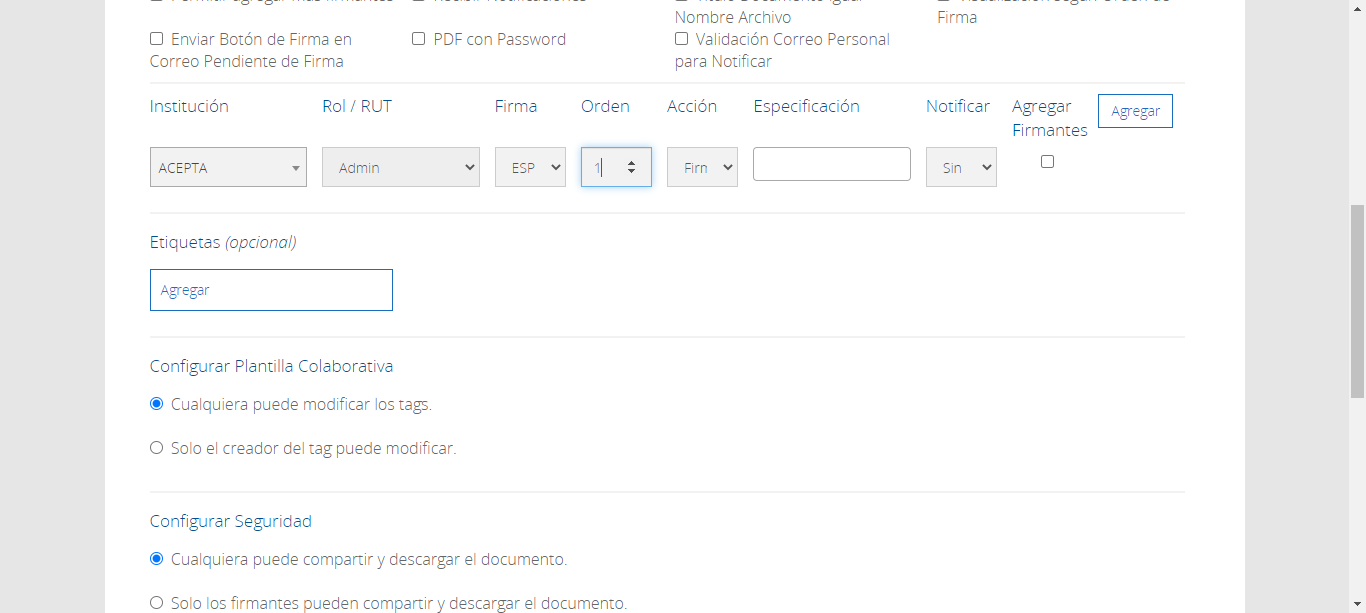 Nombre Archivo
Firma
Enviar Botón de Firma en
Correo Pendiente de Firma
PDF con Password
Validación Correo Personal
para Notificar
Institución
Rol / RUT
Firma
Orden
Acción
Especificación
Notificar
Agregar
Firmantes
Agregar
ACEPTA
Admin
ESP
1
Firn
Sin
Etiquetas (opcional)
Agregar
Configurar Plantilla Colaborativa
Cualquiera puede modificar los tags.
Solo el creador del tag puede modificar.
Configurar Seguridad
Cualquiera puede compartir y descargar el documento.
Solo los firmantes pueden compartir y descargar el documento.